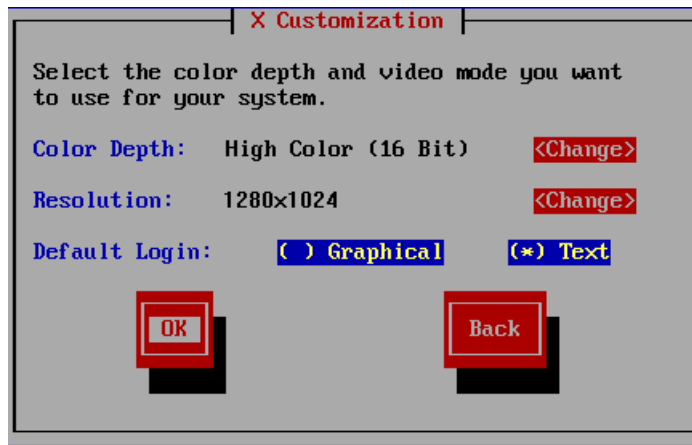 X Customization
Select the color depth and video mode you want
to use for your system.
Color Depth: High Color (16 Bit) <Change>
Resolution: 1280x1024 <Change>
Default Login: ( ) Graphical (*) Text
OK Back